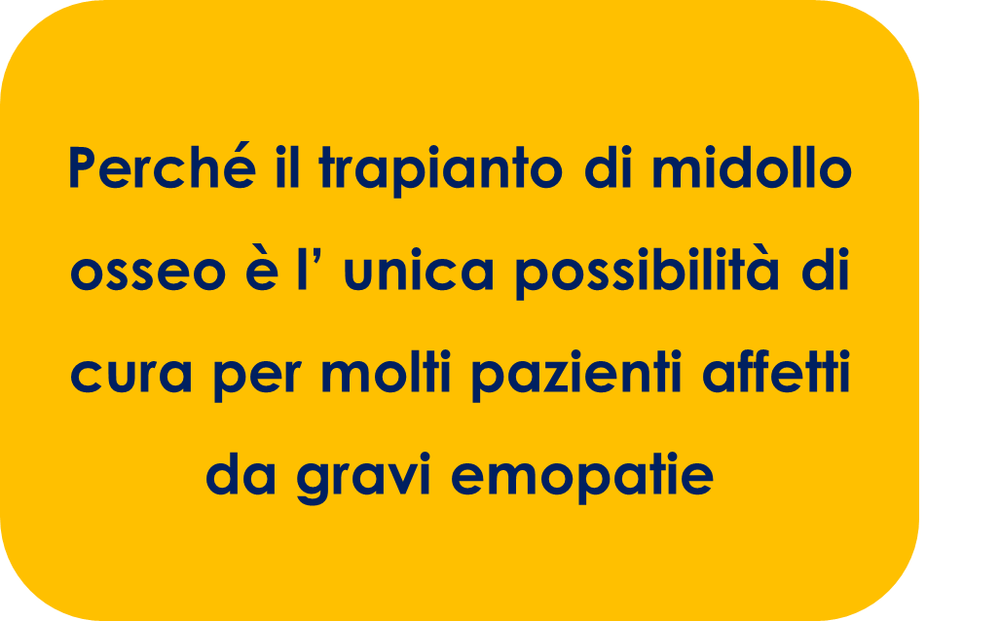 Perché il trapianto di midollo
osseo è l’ unica possibilità di
cura per molti pazienti affetti
da gravi emopatie